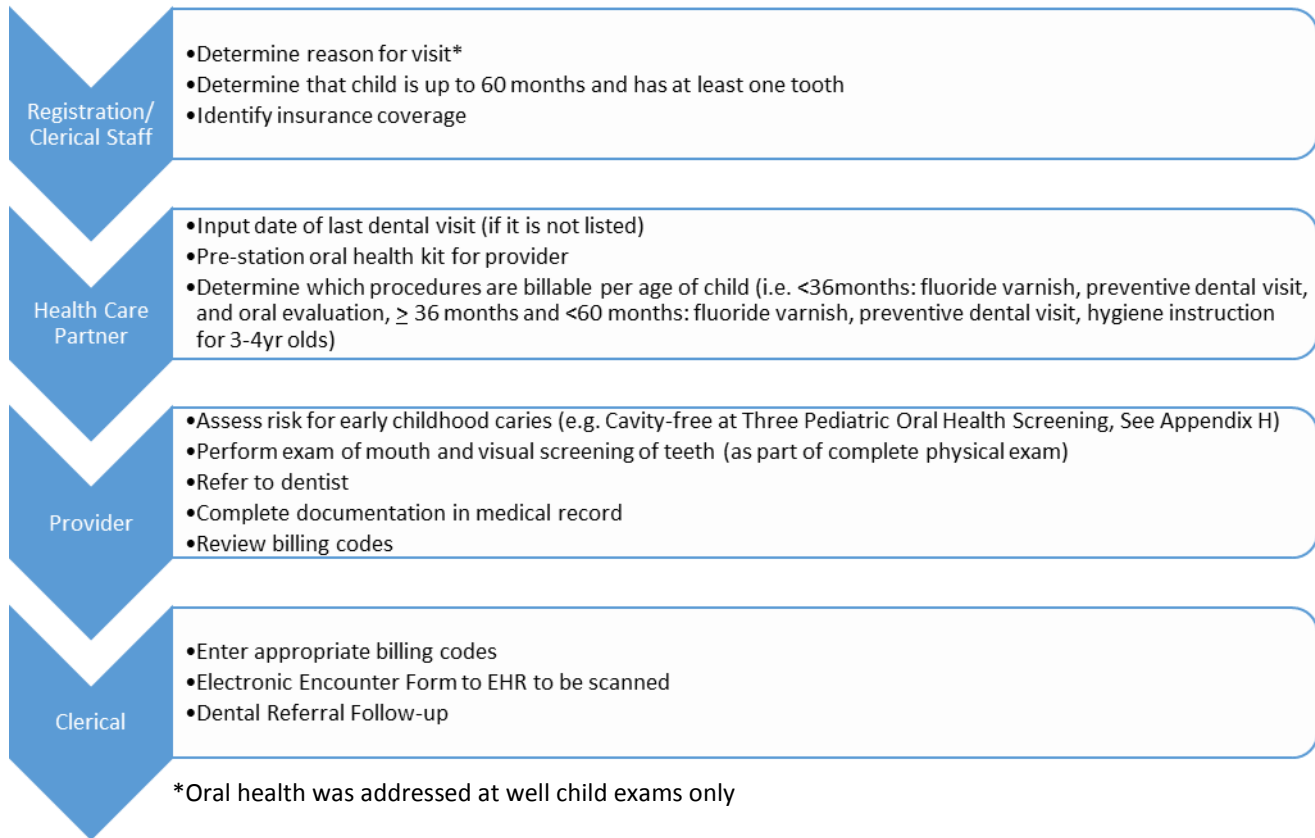 Registration/
Clerical Staff
•Determine reason for visit*
•Determine that child is up to 60 months and has at least one tooth
•Identify insurance coverage
Health Care
Partner
•Input date of last dental visit (if it is not listed)
•Pre-station oral health kit for provider
•Determine which procedures are billable per age of child (i.e. <36months: fluoride varnish, preventive dental visit,
and oral evaluation, ≥ 36 months and <60 months: fluoride varnish, preventive dental visit, hygiene instruction
for 3-4yr olds)
Provider
•Assess risk for early childhood caries (e.g. Cavity-free at Three Pediatric Oral Health Screening, See Appendix H)
•Perform exam of mouth and visual screening of teeth (as part of complete physical exam)
•Refer to dentist
•Complete documentation in medical record
•Review billing codes
Clerical
•Enter appropriate billing codes
•Electronic Encounter Form to EHR to be scanned
•Dental Referral Follow-up
*Oral health was addressed at well child exams only